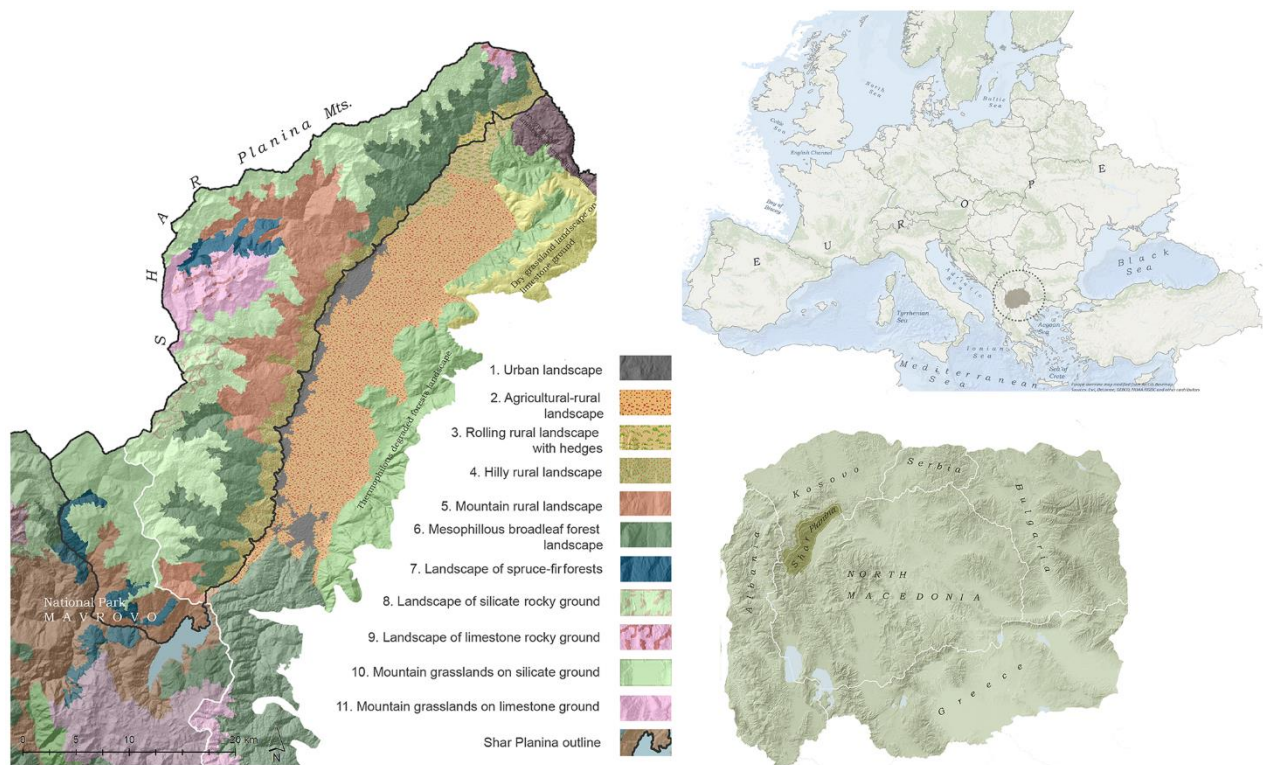 SHAR Planina Mts.
Dry grassland landscape on
limestone ground
Thermophilous degraded forests landscape
National Park
MAVROVO
0 5 10 20 km
N
1. Urban landscape
2. Agricultural-rural
landscape
3. Rolling rural landscape
with hedges
4. Hilly rural landscape
5. Mountain rural landscape
6. Mesophillous broadleaf forest
landscape
7. Landscape of spruce-firforests
8. Landscape of silicate rocky ground
9. Landscape of limestone rocky ground
10. Mountain grasslands on silicate ground
11. Mountain grasslands on limestone ground
Shar Planina outline
North
Sea
Baltic
Sea
Celtic
Sea
English Channel
Bay of
Biscay
EUROPE
Black
Sea
Adriatic
Sea
Tyrrhenian
Sea
Aegean
Sea
Ionian
Sea
Sea of
Crete
Mediterranean
Sea
Kosovo
Serbia
Bulgaria
Shar Planina
Albania
NORTH
MACEDONIA
Greece